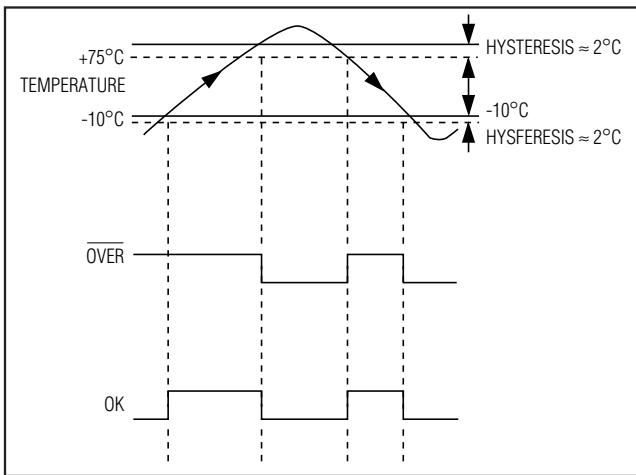 HYSTERESIS ≈ 2°C
+75°C
TEMPERATURE
-10°C
-10°C
HYSFERESIS ≈ 2°C
OVER
OK